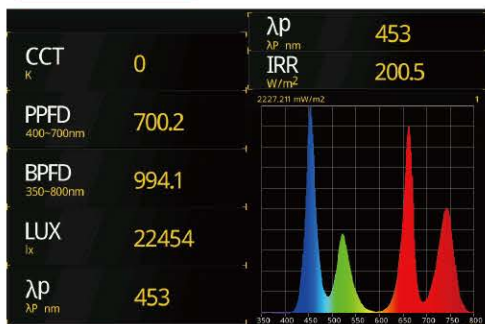 CCT
K
0
PPFD
400~700nm
700.2
BPFD
350~800nm
994.1
LUX
lx
22454
λp
λP nm
453
λp
λP nm
453
IRR
W/m²
200.5
2227.211 mW/m2
1
350 400 450 500 550 600 650 700 750 800